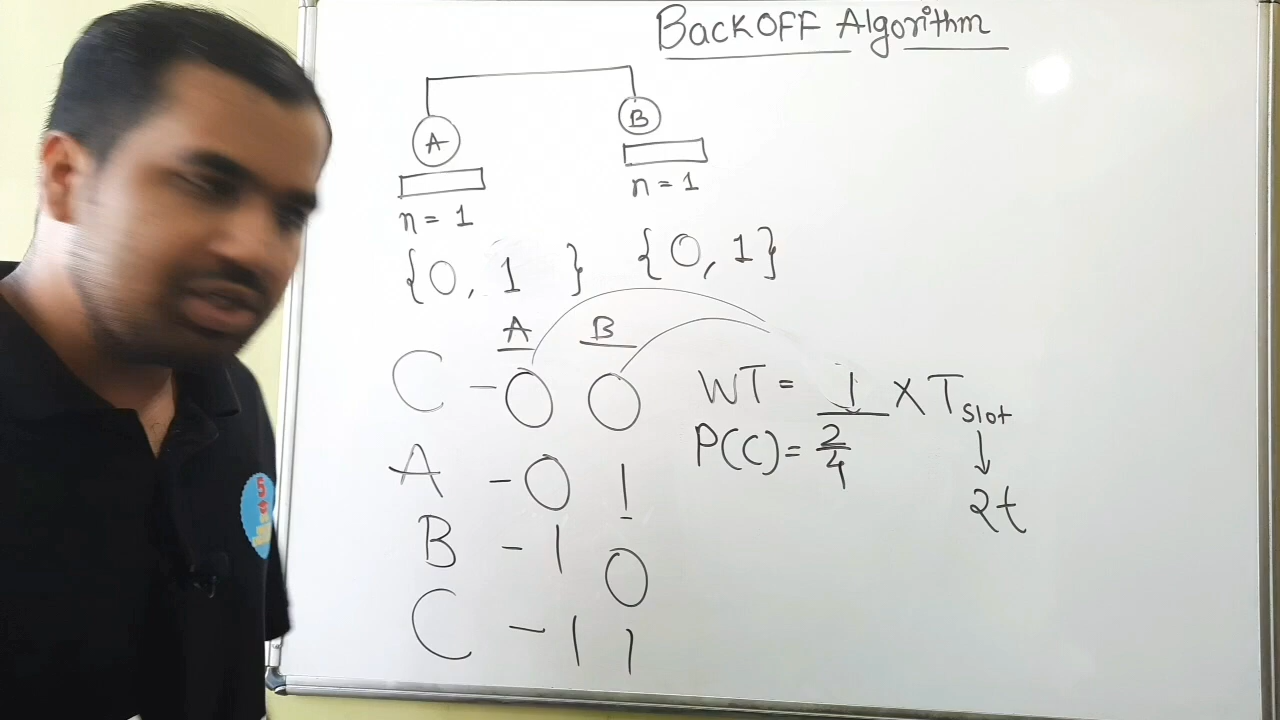 BackOFF Algorithm
A B
n = 1 n = 1
{0, 1 } {0, 1}
A B
C - 0 0 WT = 1 X Tslot
P(C) = 2/4 ↓
A - 0 1 2t
B - 1 0
C - 1 1